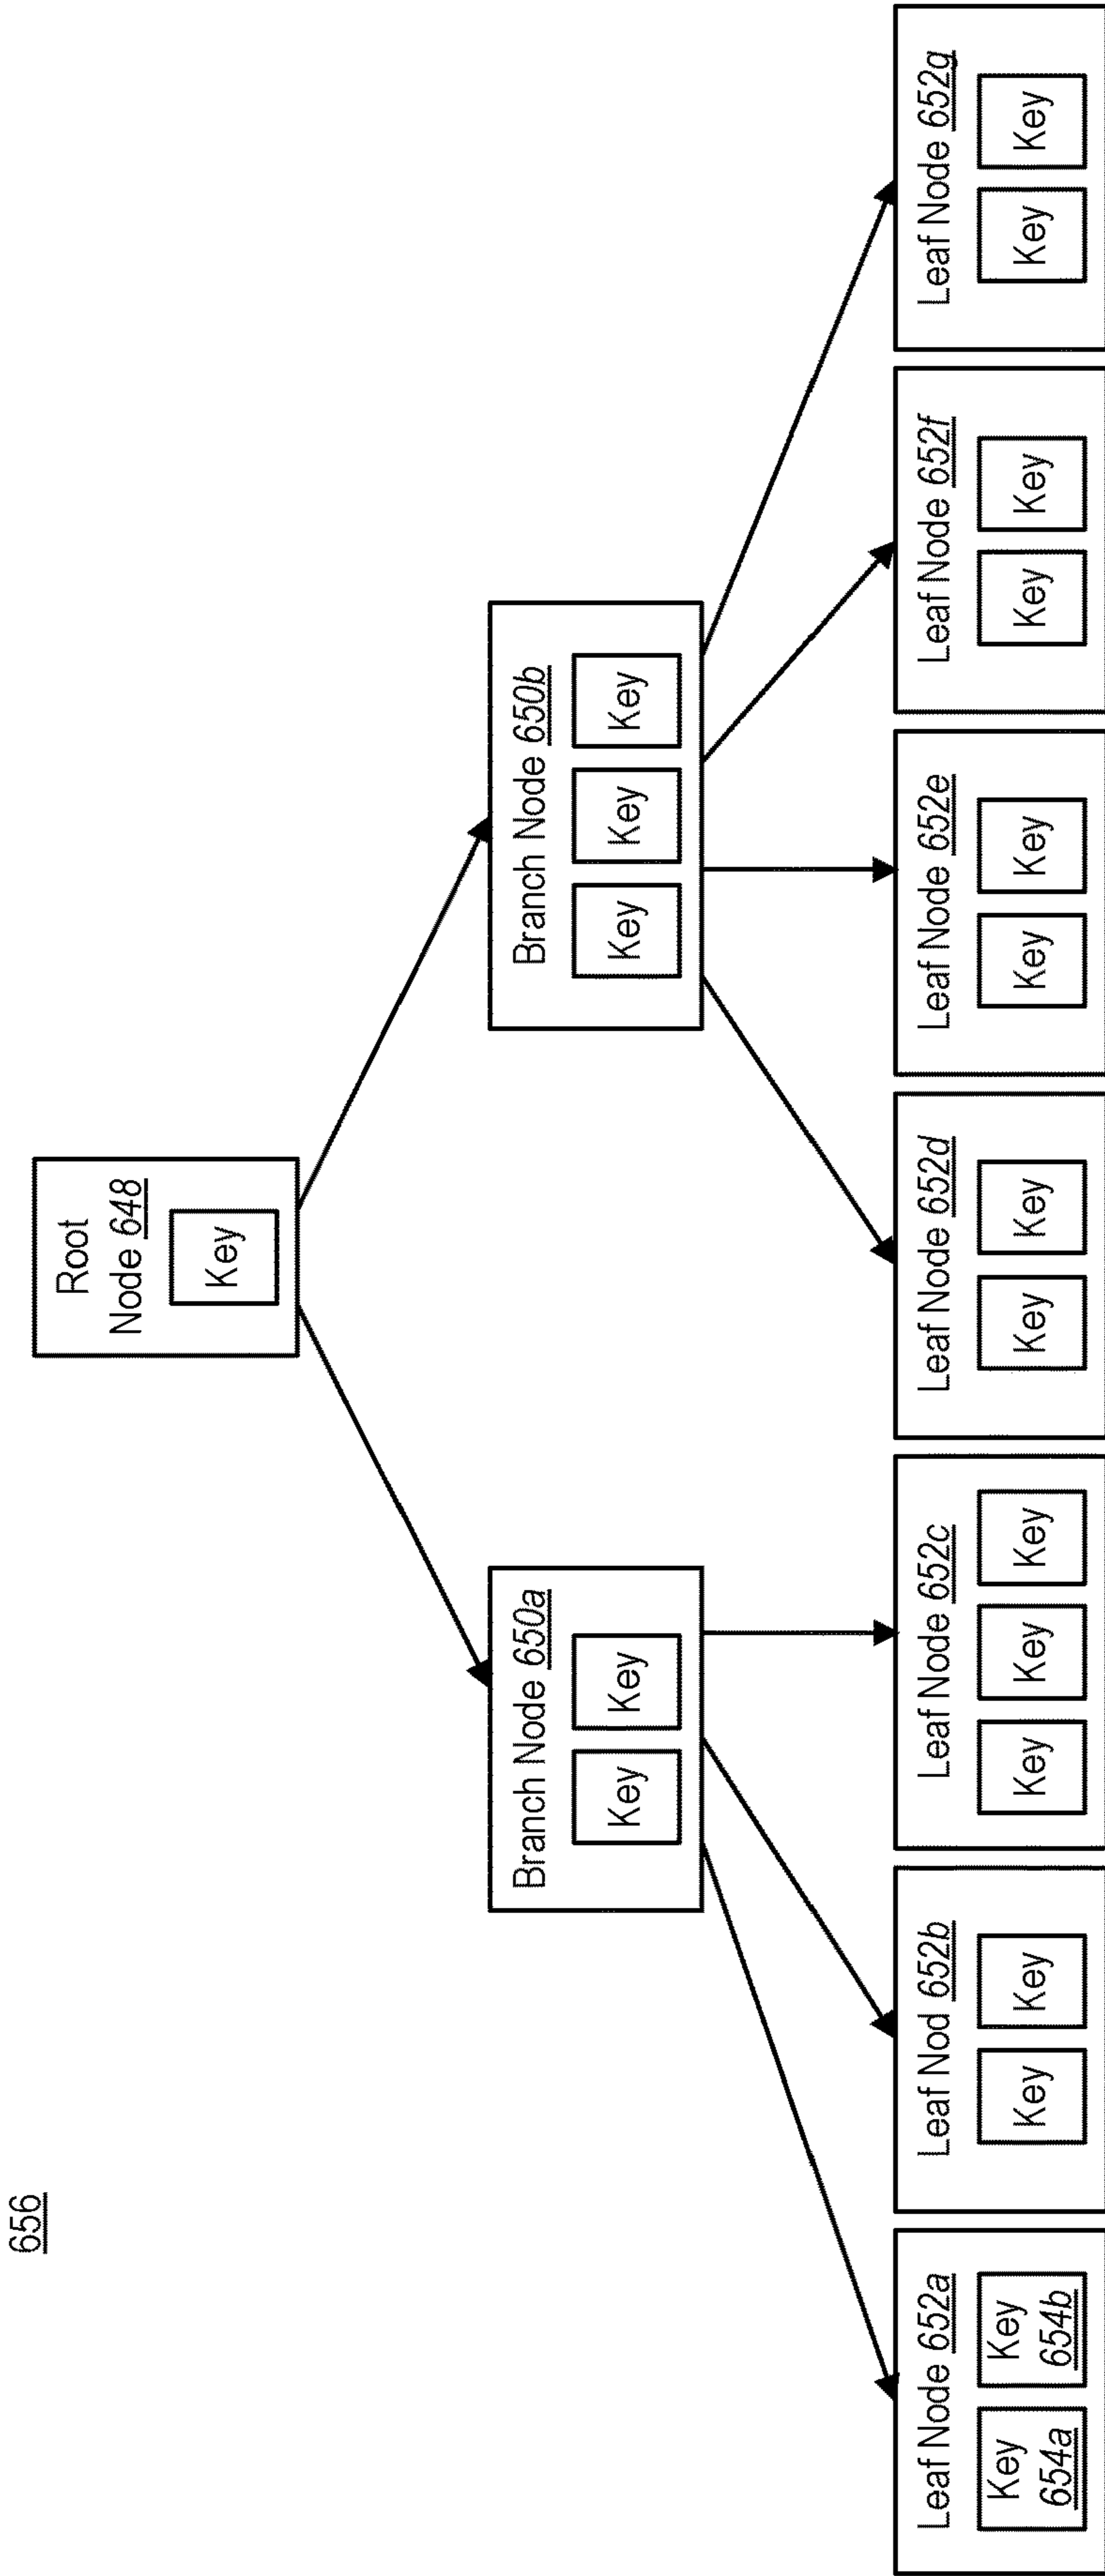 656
Root
Node 648
Key
Branch Node 650a
Key
Key
Branch Node 650b
Key
Key
Key
Leaf Node 652a
Key
654a
Key
654b
Leaf Nod 652b
Key
Key
Leaf Node 652c
Key
Key
Key
Leaf Node 652d
Key
Key
Leaf Node 652e
Key
Key
Leaf Node 652f
Key
Key
Leaf Node 652g
Key
Key